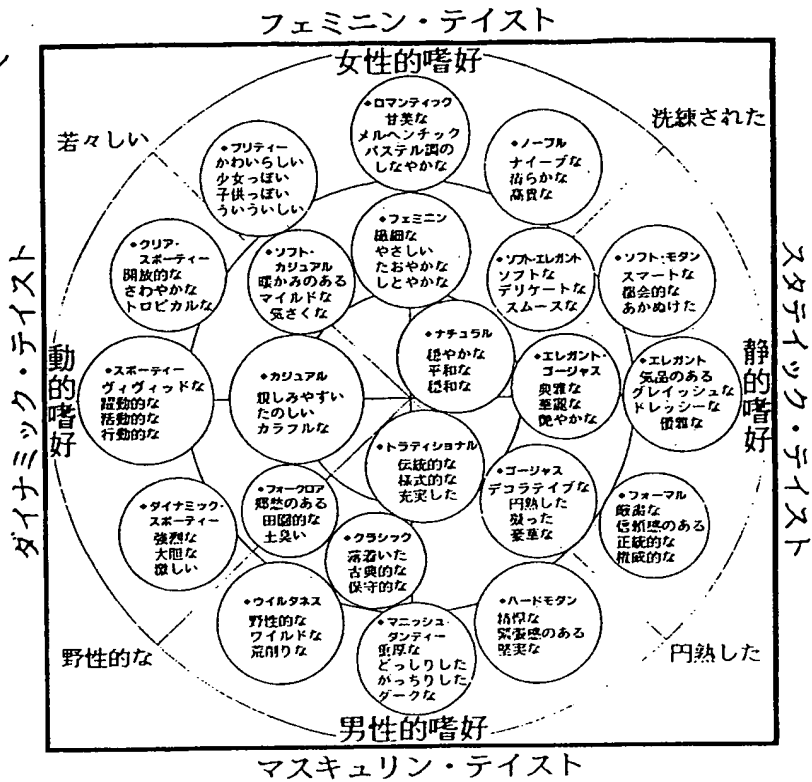 フェミニン・テイスト
女性的嗜好
若々しい
洗練された
◆ロマンティック
甘美な
メルヘンチック
パステル調の
しなやかな
◆プリティー
かわいらしい
少女っぽい
子供っぽい
ういういしい
◆ノーブル
ナイーブな
清らかな
高貴な
◆フェミニン
繊細な
やさしい
たおやかな
しとやかな
◆クリア・
スポーティー
開放的な
さわやかな
トロピカルな
◆ソフト・
カジュアル
暖かみのある
マイルドな
気さくな
◆ソフト・エレガント
ソフトな
デリケートな
スムースな
◆ソフト・モダン
スマートな
都会的な
あかぬけた
◆ナチュラル
穏やかな
平和な
穏和な
ダイナミック・テイスト
動的嗜好
◆スポーティー
ヴィヴィッドな
躍動的な
活動的な
行動的な
◆カジュアル
親しみやすい
たのしい
カラフルな
◆エレガント・
ゴージャス
典雅な
華麗な
艶やかな
◆エレガント
気品のある
グレイッシュな
ドレッシーな
優雅な
静的嗜好
スタティック・テイスト
◆トラディショナル
伝統的な
様式的な
充実した
◆フォークロア
郷愁のある
田園的な
土臭い
◆ゴージャス
デコラティブな
円熟した
凝った
豪華な
◆ダイナミック・
スポーティー
強烈な
大胆な
激しい
◆クラシック
落着いた
古典的な
保守的な
◆フォーマル
厳粛な
信頼感のある
正統的な
権威的な
◆ウイルダネス
野性的な
ワイルドな
荒削りな
◆マニッシュ・
ダンディー
重厚な
どっしりした
がっちりした
ダークな
◆ハードモダン
精悍な
緊張感のある
堅実な
野性的な
円熟した
男性的嗜好
マスキュリン・テイスト